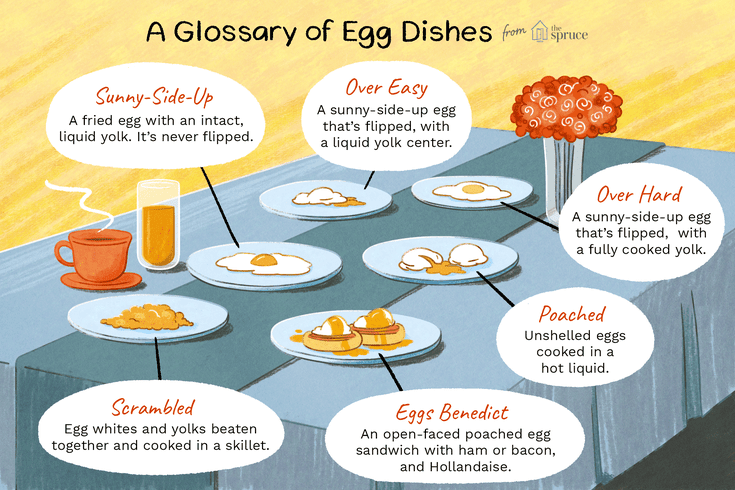 A Glossary of Egg Dishes from the spruce
Sunny-Side-Up
A fried egg with an intact,
liquid yolk. It's never flipped.
Over Easy
A sunny-side-up egg
that's flipped, with
a liquid yolk center.
Over Hard
A sunny-side-up egg
that's flipped, with
a fully cooked yolk.
Poached
Unshelled eggs
cooked in a
hot liquid.
Scrambled
Egg whites and yolks beaten
together and cooked in a skillet.
Eggs Benedict
An open-faced poached egg
sandwich with ham or bacon,
and Hollandaise.